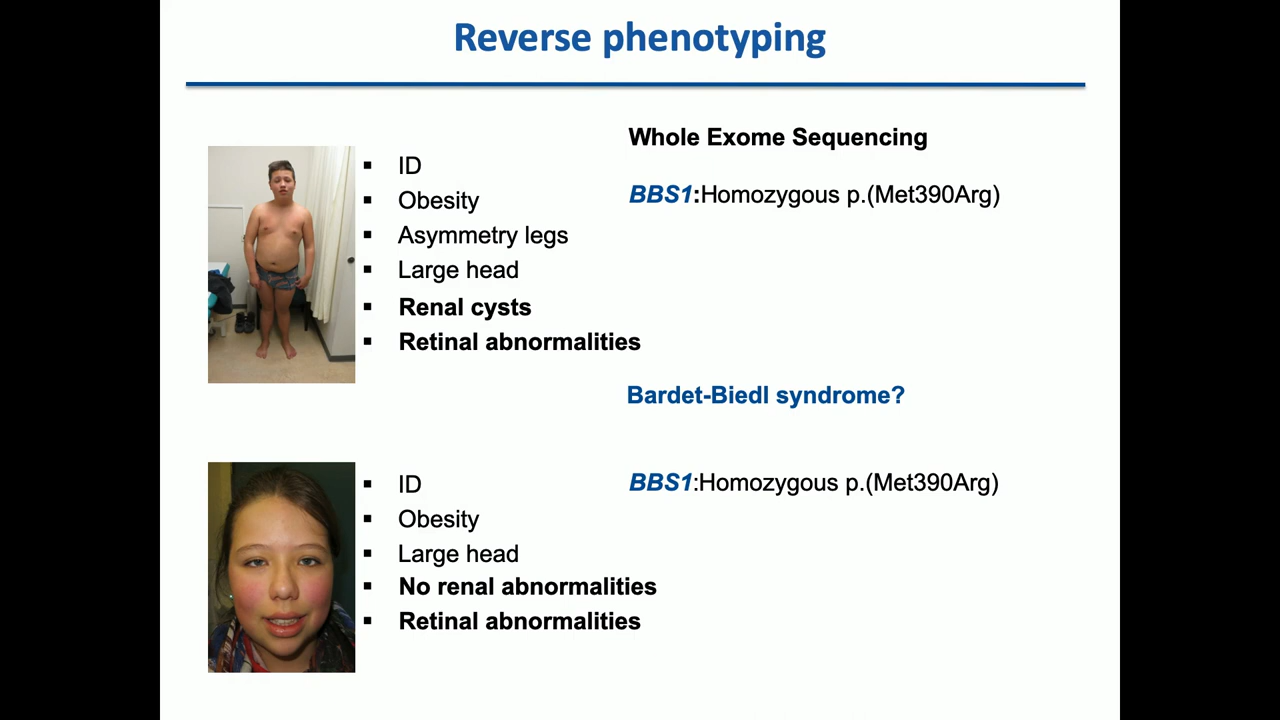 Reverse phenotyping
Whole Exome Sequencing
▪ ID
BBS1:Homozygous p.(Met390Arg)
▪ Obesity
▪ Asymmetry legs
▪ Large head
▪ Renal cysts
▪ Retinal abnormalities
Bardet-Biedl syndrome?
▪ ID
BBS1:Homozygous p.(Met390Arg)
▪ Obesity
▪ Large head
▪ No renal abnormalities
▪ Retinal abnormalities